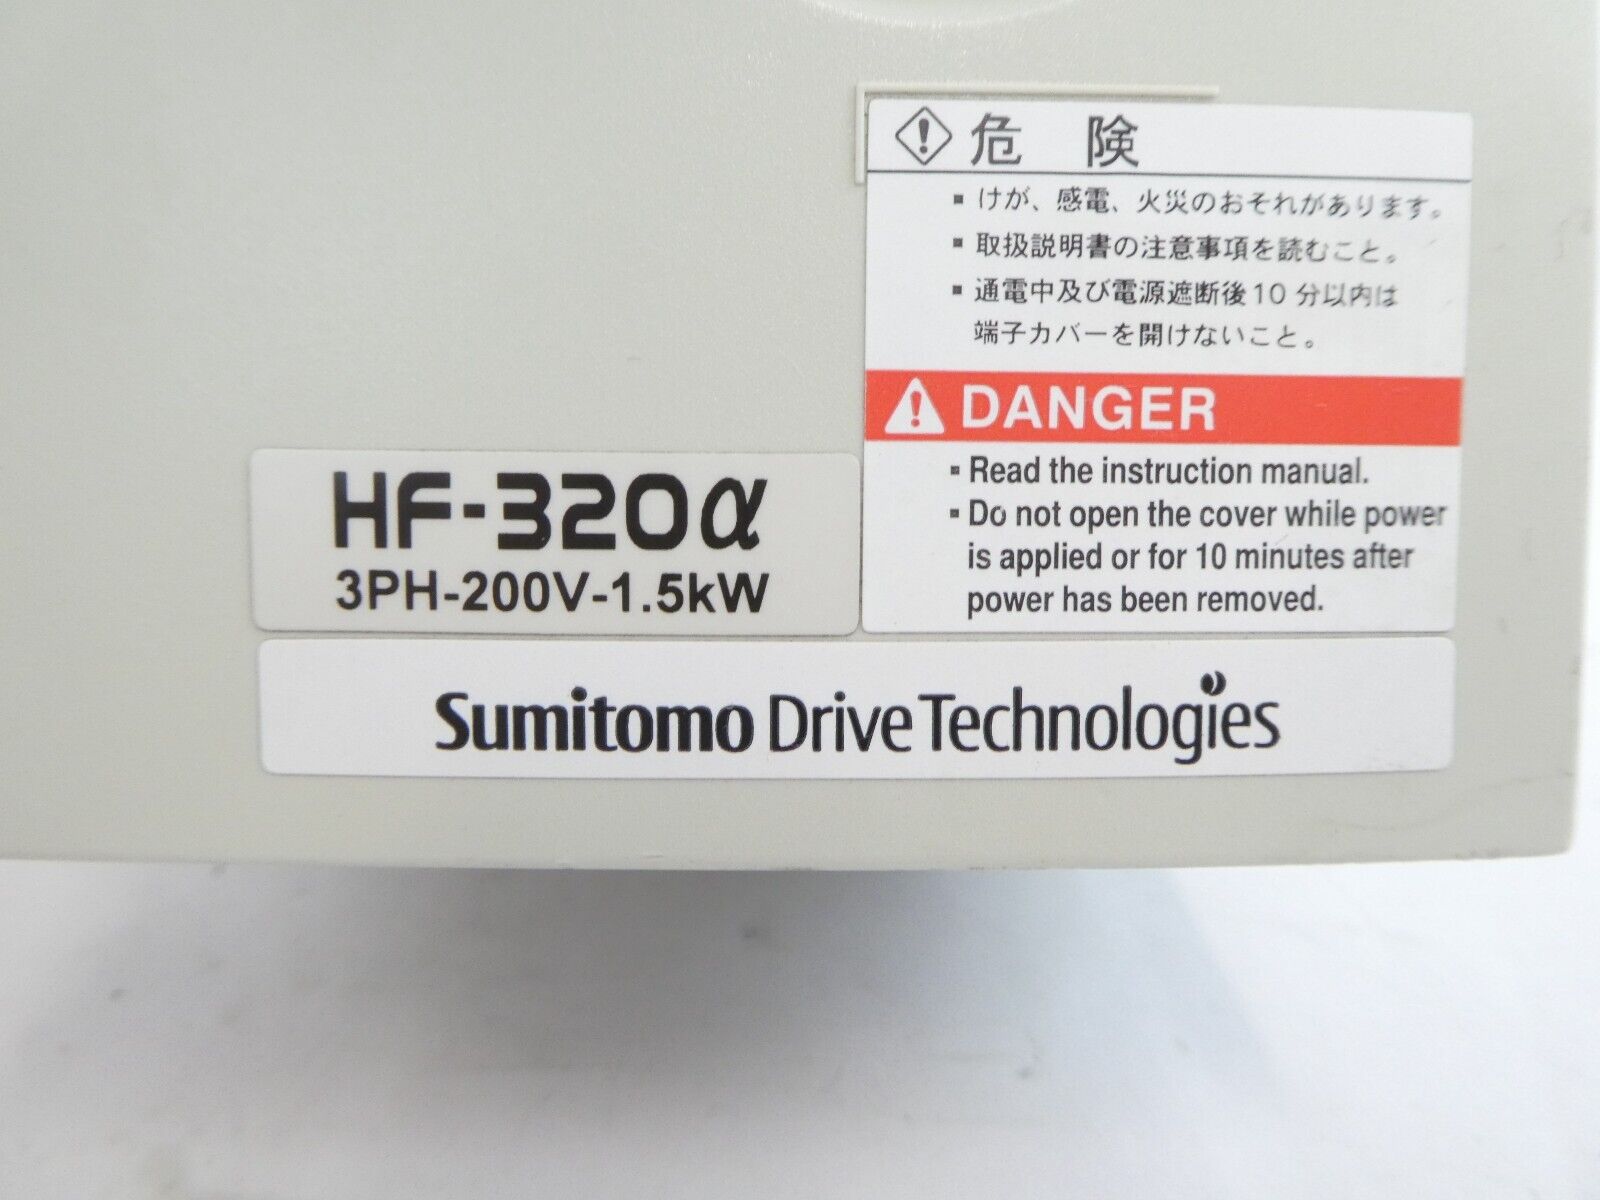 危 険
▪ けが、感電、火災のおそれがあります。
▪ 取扱説明書の注意事項を読むこと。
▪ 通電中及び電源遮断後10 分以内は
端子カバーを開けないこと。
DANGER
▪ Read the instruction manual.
▪ Do not open the cover while power
is applied or for 10 minutes after
power has been removed.
HF-320α
3PH-200V-1.5kW
Sumitomo Drive Technologies